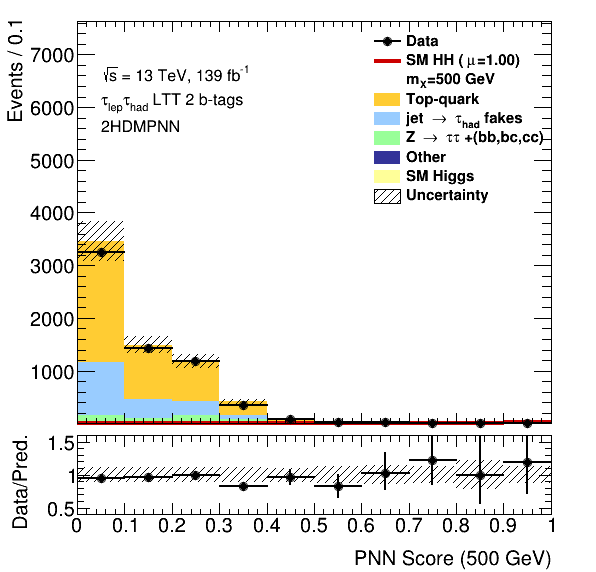 Events / 0.1
7000
6000
5000
4000
3000
2000
1000
√s = 13 TeV, 139 fb⁻¹
τlepτhad LTT 2 b-tags
2HDMPNN
Data
SM HH ( μ=1.00)
mX=500 GeV
Top-quark
jet → τhad fakes
Z → ττ +(bb,bc,cc)
Other
SM Higgs
Uncertainty
Data/Pred.
1.5
1
0.5
0 0.1 0.2 0.3 0.4 0.5 0.6 0.7 0.8 0.9 1
PNN Score (500 GeV)